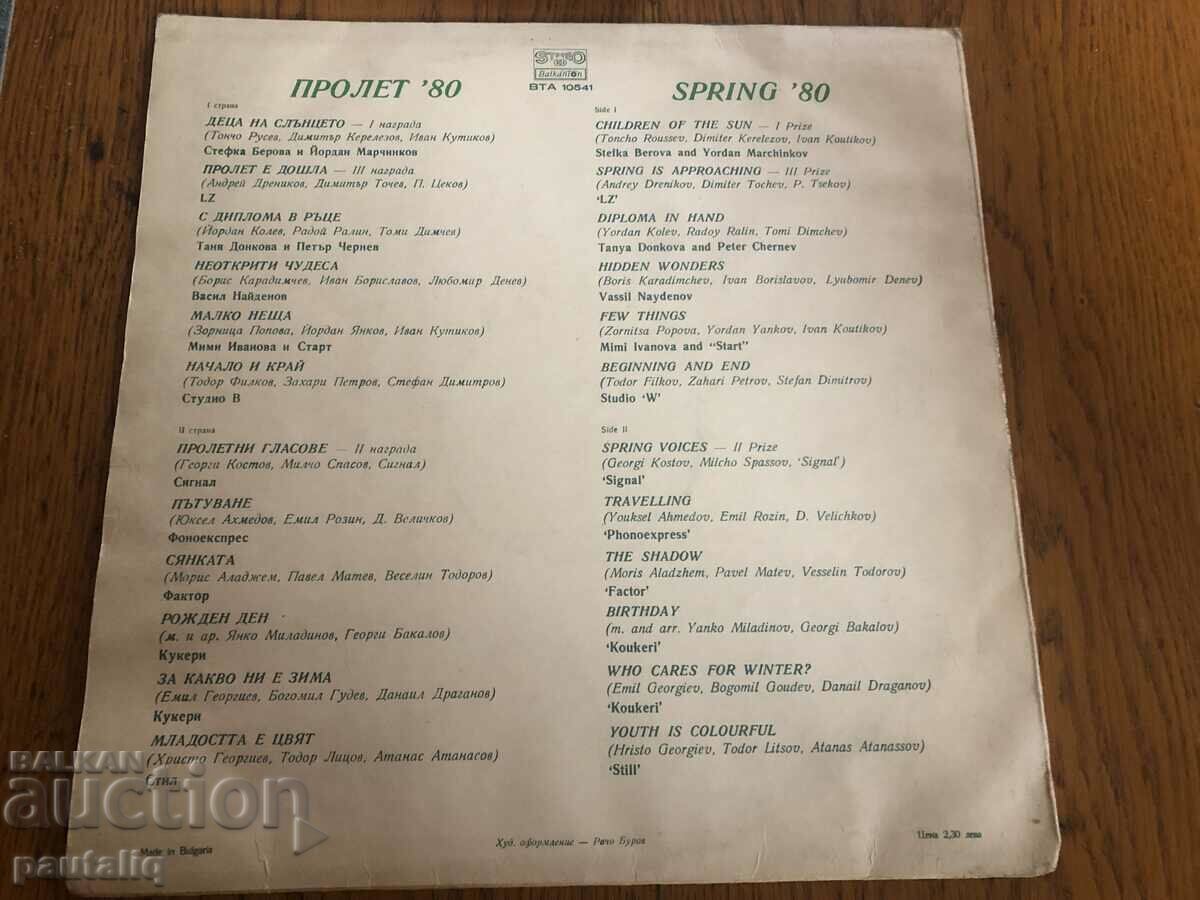 STEREO
Balkanton
BTA 10541
ПРОЛЕТ '80
I страна
ДЕЦА НА СЛЪНЦЕТО — I награда
(Тончо Русев, Димитър Керелезов, Иван Кутиков)
Стефка Берова и Йордан Марчинков
ПРОЛЕТ Е ДОШЛА — III награда
(Андрей Дреников, Димитър Точев, П. Цеков)
LZ
С ДИПЛОМА В РЪЦЕ
(Йордан Колев, Радой Ралин, Томи Димчев)
Таня Донкова и Петър Чернев
НЕОТКРИТИ ЧУДЕСА
(Борис Карадимчев, Иван Бориславов, Любомир Денев)
Васил Найденов
МАЛКО НЕЩА
(Зорница Попова, Йордан Янков, Иван Кутиков)
Мими Иванова и Старт
НАЧАЛО И КРАЙ
(Тодор Филков, Захари Петров, Стефан Димитров)
Студио В
II страна
ПРОЛЕТНИ ГЛАСОВЕ — II награда
(Георги Костов, Милчо Спасов, Сигнал)
Сигнал
ПЪТУВАНЕ
(Юксел Ахмедов, Емил Розин, Д. Величков)
Фоноекспрес
СЯНКАТА
(Морис Аладжем, Павел Матев, Веселин Тодоров)
Фактор
РОЖДЕН ДЕН
(м. и ар. Янко Миладинов, Георги Бакалов)
Кукери
ЗА КАКВО НИ Е ЗИМА
(Емил Георгиев, Богомил Гудев, Данаил Драганов)
Кукери
МЛАДОСТТА Е ЦВЯТ
(Христо Георгиев, Тодор Лицов, Атанас Атанасов)
Стил
SPRING '80
Side I
CHILDREN OF THE SUN — I Prize
(Toncho Roussev, Dimiter Kerelezov, Ivan Koutikov)
Stefka Berova and Yordan Marchinkov
SPRING IS APPROACHING — III Prize
(Andrey Drenikov, Dimiter Tochev, P. Tsekov)
'LZ'
DIPLOMA IN HAND
(Yordan Kolev, Radoy Ralin, Tomi Dimchev)
Tanya Donkova and Peter Chernev
HIDDEN WONDERS
(Boris Karadimchev, Ivan Borislavov, Lyubomir Denev)
Vassil Naydenov
FEW THINGS
(Zornitsa Popova, Yordan Yankov, Ivan Koutikov)
Mimi Ivanova and "Start"
BEGINNING AND END
(Todor Filkov, Zahari Petrov, Stefan Dimitrov)
Studio 'W'
Side II
SPRING VOICES — II Prize
(Georgi Kostov, Milcho Spassov, 'Signal')
'Signal'
TRAVELLING
(Youksel Ahmedov, Emil Rozin, D. Velichkov)
'Phonoexpress'
THE SHADOW
(Moris Aladzhem, Pavel Matev, Vesselin Todorov)
'Factor'
BIRTHDAY
(m. and arr. Yanko Miladinov, Georgi Bakalov)
'Koukeri'
WHO CARES FOR WINTER?
(Emil Georgiev, Bogomil Goudev, Danail Draganov)
'Koukeri'
YOUTH IS COLOURFUL
(Hristo Georgiev, Todor Litsov, Atanas Atanassov)
'Still'
Made in Bulgaria
Худ. оформление — Рачо Буров
Цена 2,30 лева
BALKAN
auction
pautaliq